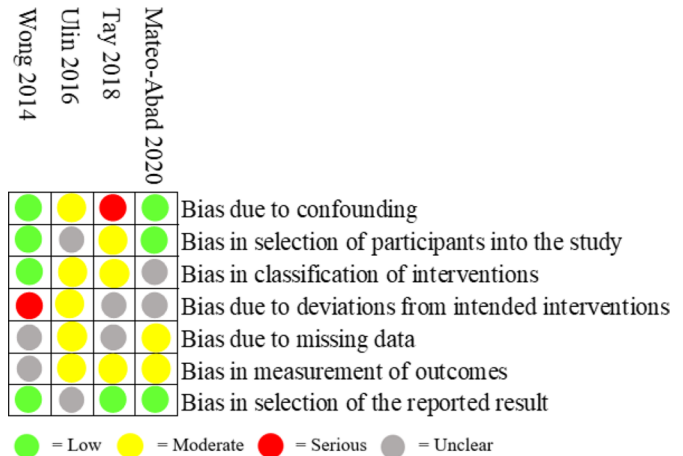 Wong 2014
Ulin 2016
Tay 2018
Mateo-Abad 2020
Bias due to confounding
Bias in selection of participants into the study
Bias in classification of interventions
Bias due to deviations from intended interventions
Bias due to missing data
Bias in measurement of outcomes
Bias in selection of the reported result
= Low = Moderate = Serious = Unclear